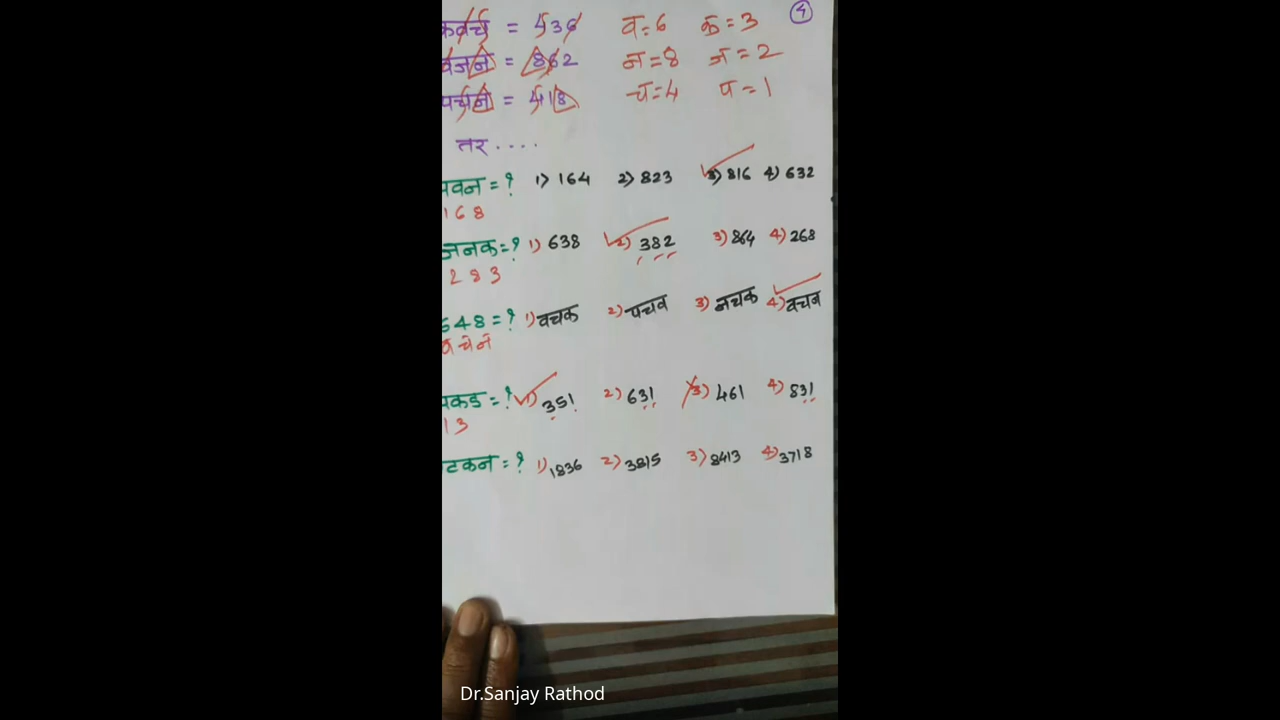 कवच = 436 व=6 क=3 4
वजन = 862 न=8 ज=2
पचन = 418 च=4 प=1
तर ....
पवन = ? 1) 164 2) 823 3) 816 4) 632
168
जनक = ? 1) 638 2) 382 3) 864 4) 268
283
648 = ? 1) वचक 2) पचव 3) नचक 4) वचन
वचन
पकड = ? 1) 351 2) 631 3) 461 4) 831
13
टकन = ? 1) 1836 2) 3815 3) 8413 4) 3718
Dr.Sanjay Rathod